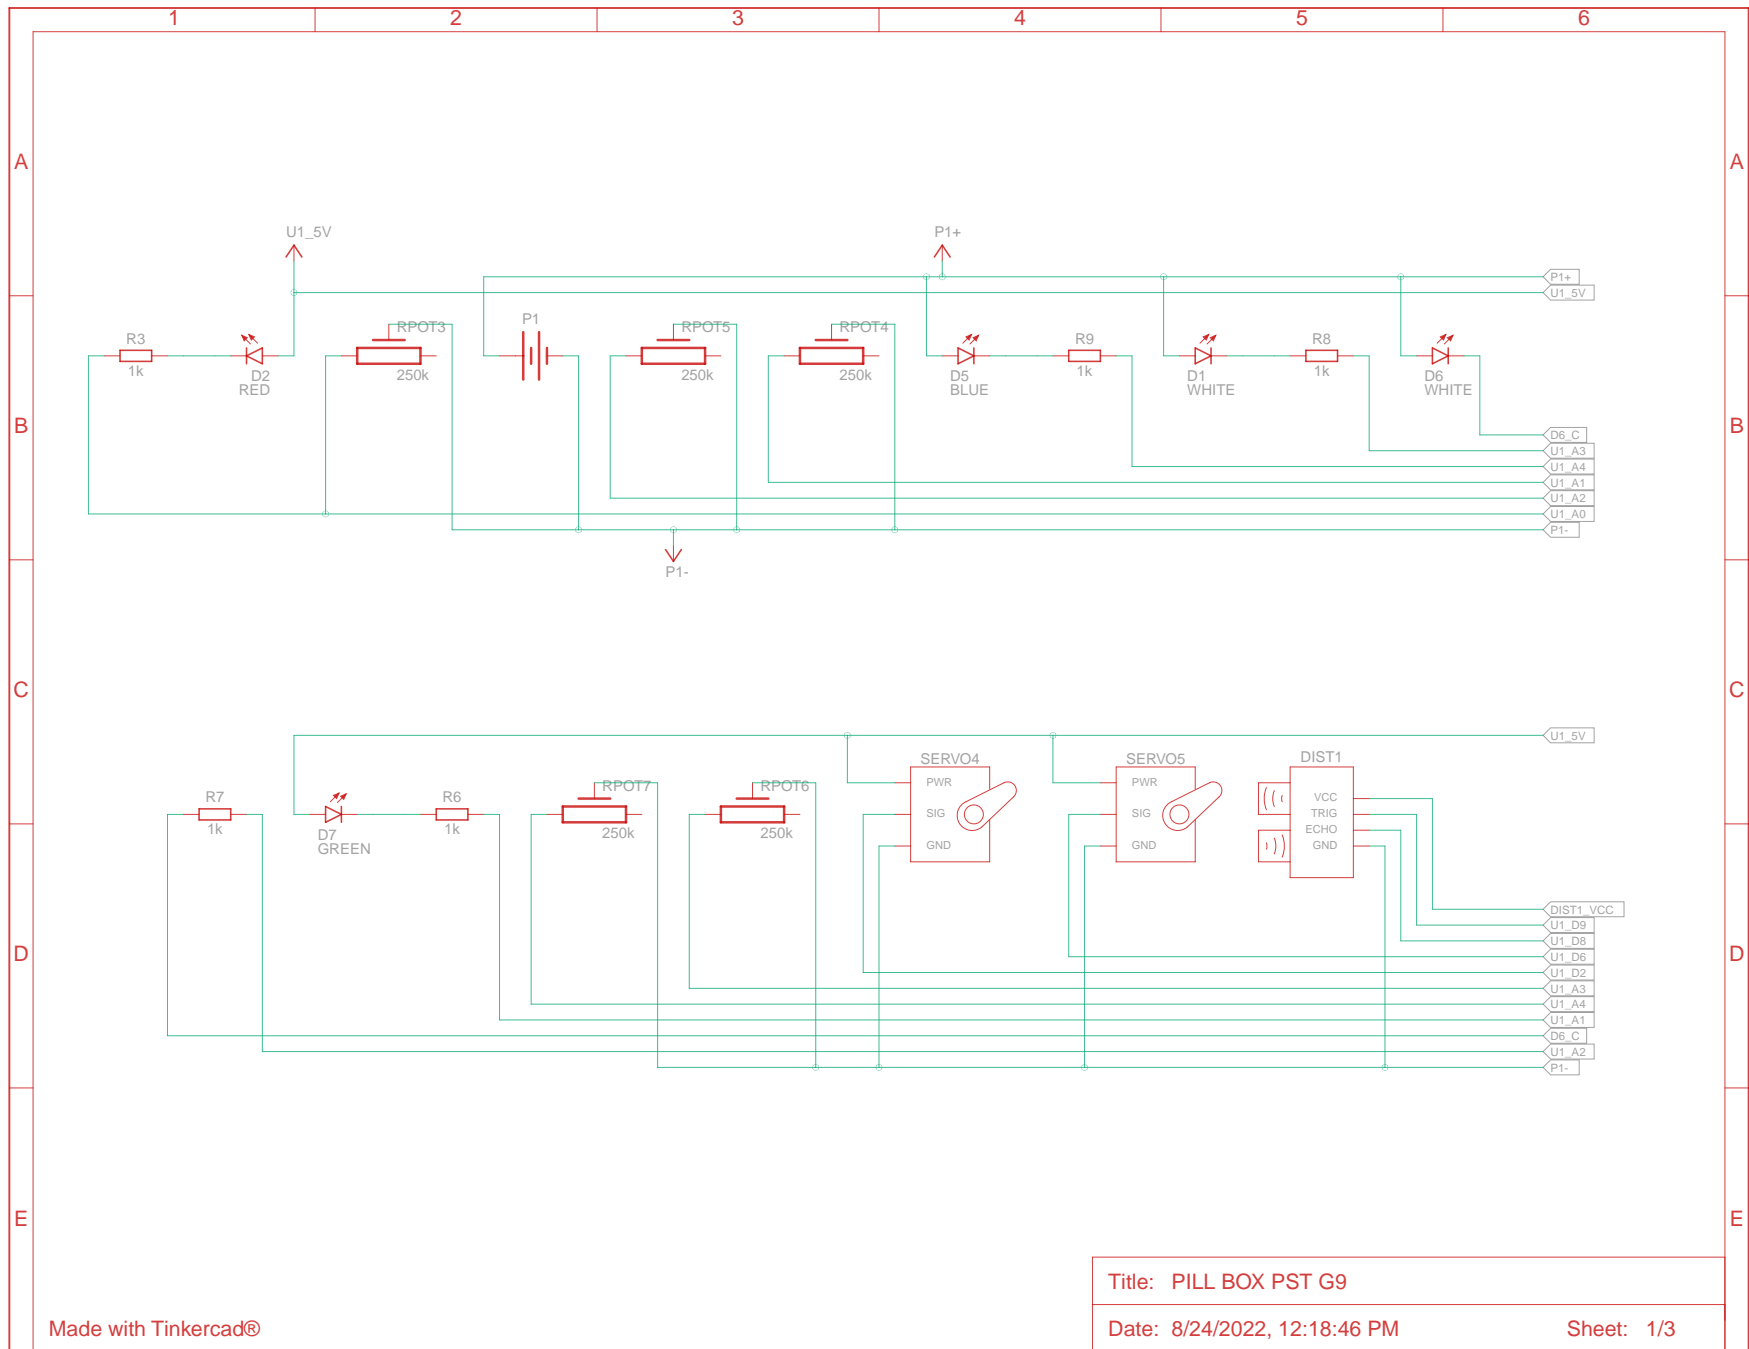 1 2 3 4 5 6
A A
U1_5V P1+
P1+
U1_5V
R3 RPOT3 P1 RPOT5 RPOT4 R9 R8
1k D2 250k 250k 250k D5 1k D1 1k D6
RED BLUE WHITE WHITE
B B
D6_C
U1_A3
U1_A4
U1_A1
U1_A2
U1_A0
P1-
P1-
C C
U1_5V
SERVO4 SERVO5 DIST1
R7 R6 RPOT7 RPOT6 PWR PWR VCC
SIG SIG TRIG
1k D7 1k 250k 250k ECHO
GREEN GND GND GND
DIST1_VCC
U1_D9
U1_D8
D D
U1_D6
U1_D2
U1_A3
U1_A4
U1_A1
D6_C
U1_A2
P1-
E E
Title: PILL BOX PST G9
Made with Tinkercad® Date: 8/24/2022, 12:18:46 PM Sheet: 1/3